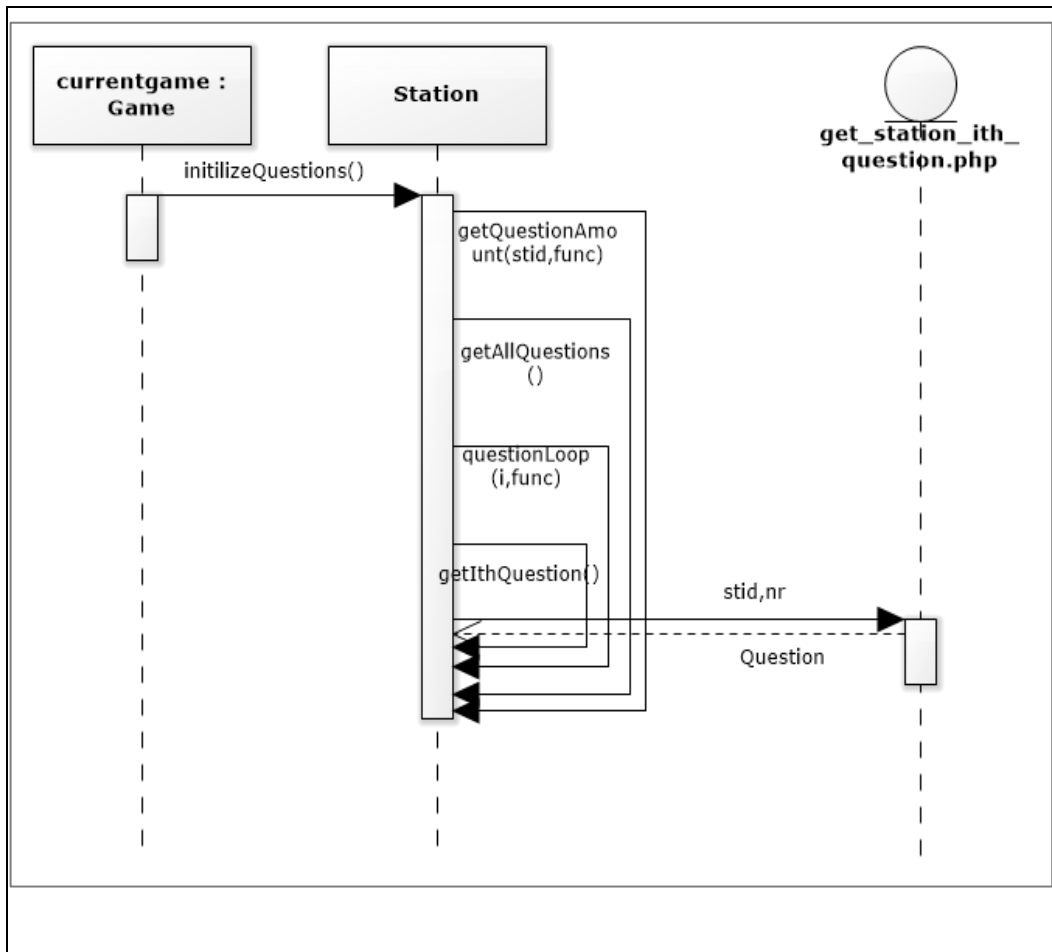 currentgame :
Game
Station
get_station_ith_
question.php
initilizeQuestions()
getQuestionAmo
unt(stid,func)
getAllQuestions
()
questionLoop
(i,func)
getIthQuestion()
stid,nr
Question